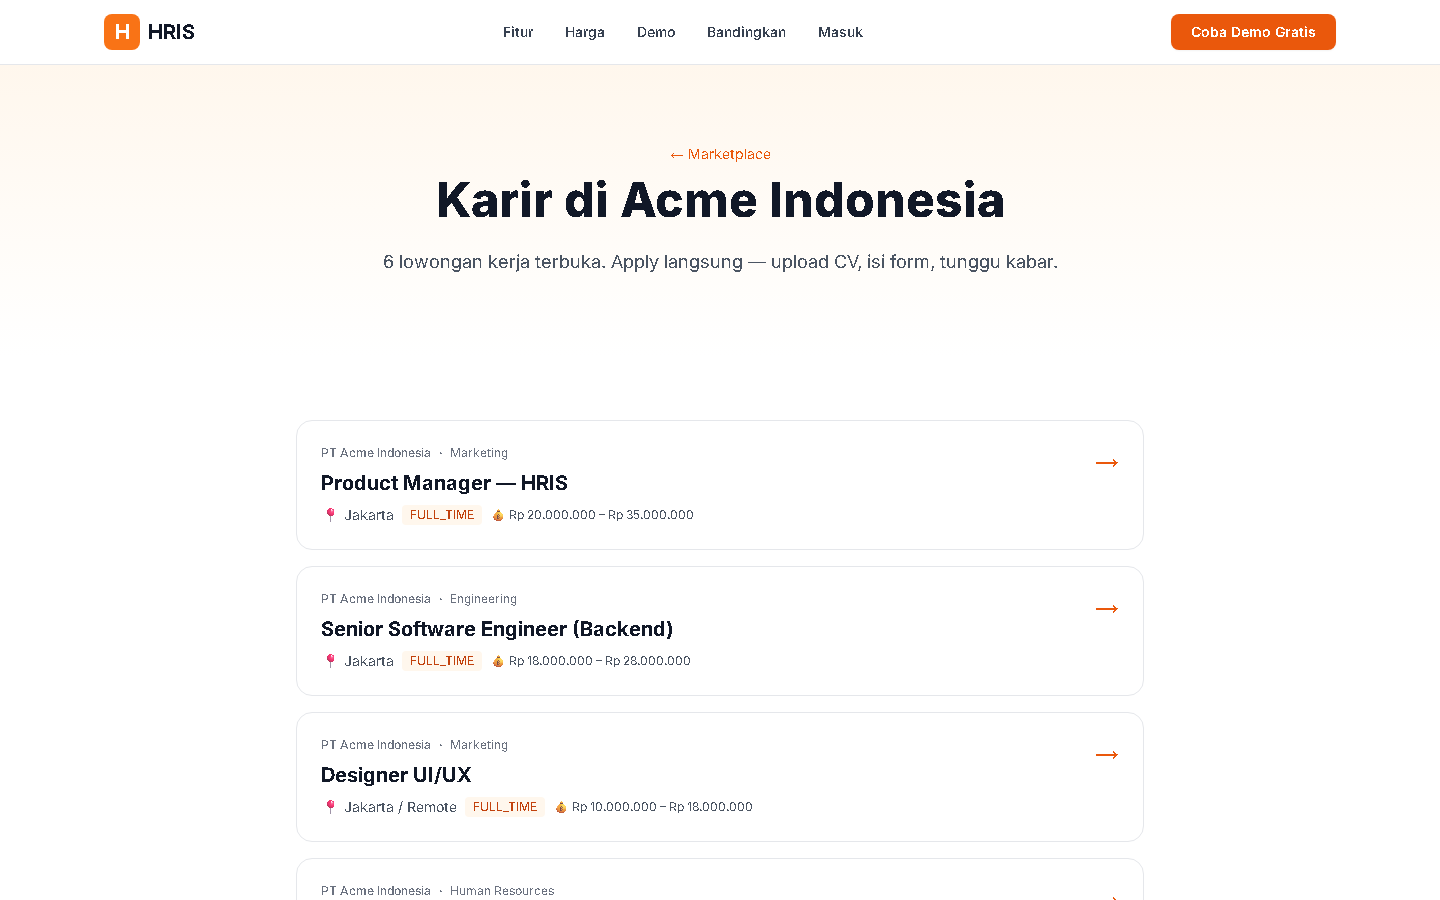 H HRIS Fitur Harga Demo Bandingkan Masuk Coba Demo Gratis
← Marketplace
Karir di Acme Indonesia
6 lowongan kerja terbuka. Apply langsung — upload CV, isi form, tunggu kabar.
PT Acme Indonesia · Marketing
Product Manager — HRIS
Jakarta FULL_TIME Rp 20.000.000 – Rp 35.000.000
→
PT Acme Indonesia · Engineering
Senior Software Engineer (Backend)
Jakarta FULL_TIME Rp 18.000.000 – Rp 28.000.000
→
PT Acme Indonesia · Marketing
Designer UI/UX
Jakarta / Remote FULL_TIME Rp 10.000.000 – Rp 18.000.000
→
PT Acme Indonesia · Human Resources